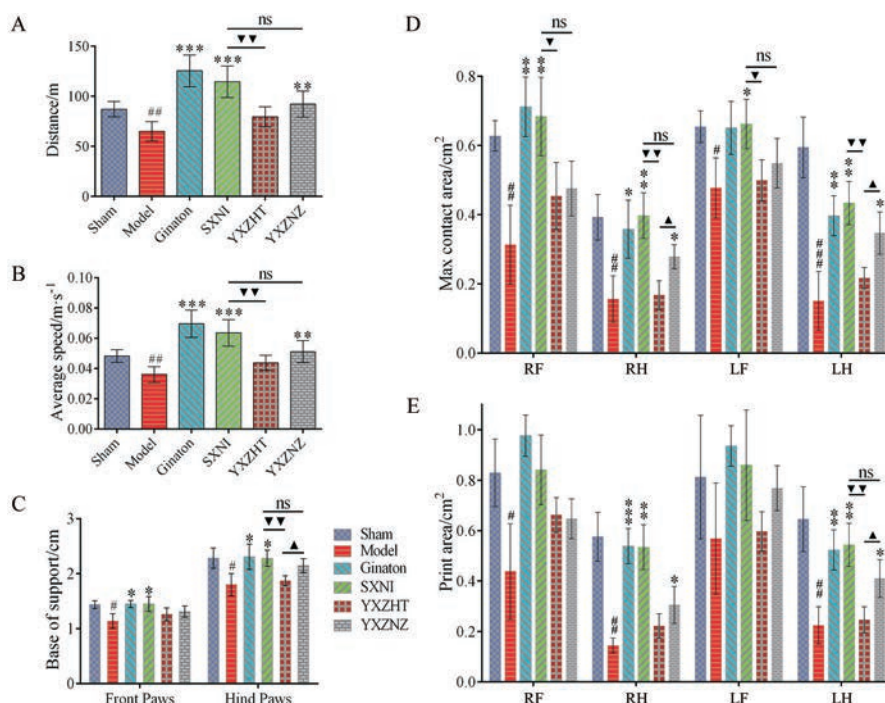 A
Distance/m
150
100
50
0
##
***
***
**
▼▼
ns
Sham
Model
Ginaton
SXNI
YXZHT
YXZNZ
B
Average speed/m·s⁻¹
0.10
0.08
0.06
0.04
0.02
0.00
##
***
***
**
▼▼
ns
Sham
Model
Ginaton
SXNI
YXZHT
YXZNZ
C
Base of support/cm
3
2
1
0
#
*
*
#
*
*
▼▼
▲
ns
Front Paws
Hind Paws
Sham
Model
Ginaton
SXNI
YXZHT
YXZNZ
D
Max contact area/cm²
0.8
0.6
0.4
0.2
0.0
##
**
**
▼
ns
##
*
**
▼▼
ns
▲
*
#
*
▼
ns
###
**
**
▼▼
▲
*
RF
RH
LF
LH
E
Print area/cm²
1.0
0.8
0.6
0.4
0.2
0.0
#
##
***
**
*
##
**
**
▼▼
ns
▲
*
RF
RH
LF
LH